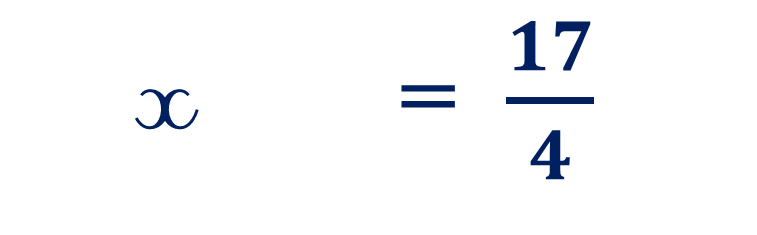 x = 17/4